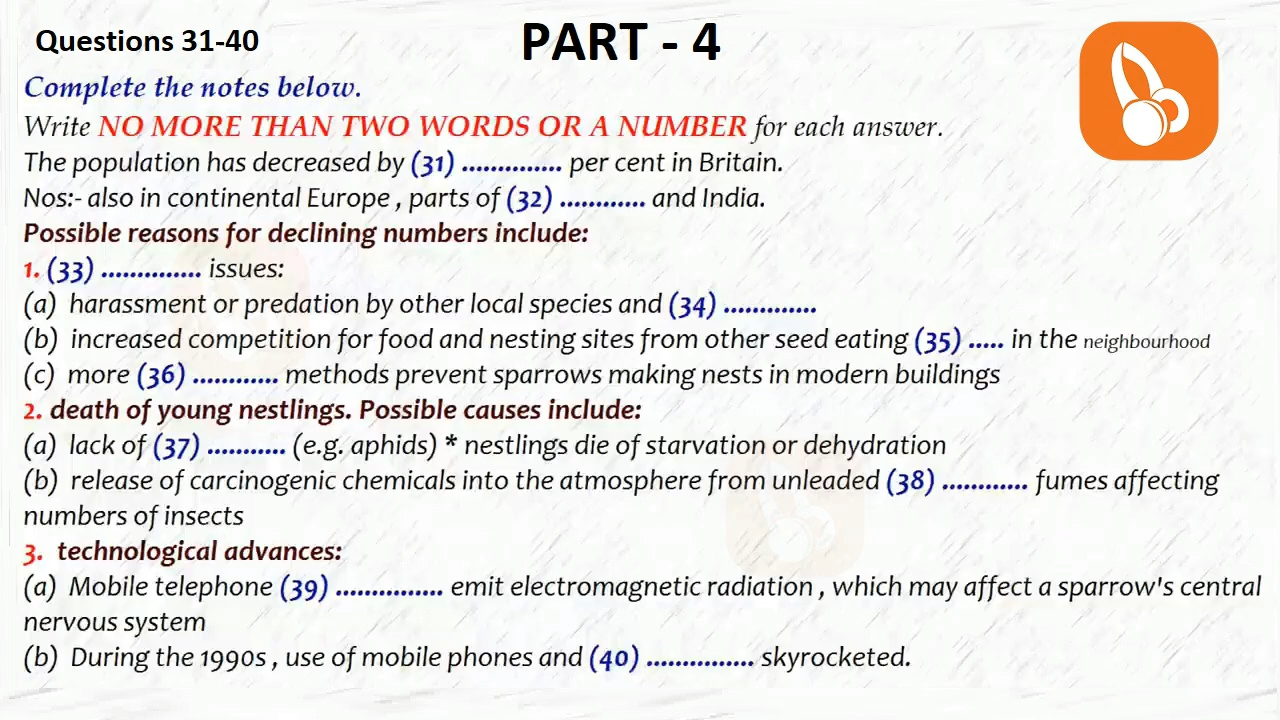 Questions 31-40
PART - 4
Complete the notes below.
Write NO MORE THAN TWO WORDS OR A NUMBER for each answer.
The population has decreased by (31) .............. per cent in Britain.
Nos:- also in continental Europe , parts of (32) ............ and India.
Possible reasons for declining numbers include:
1. (33) .............. issues:
(a) harassment or predation by other local species and (34) .............
(b) increased competition for food and nesting sites from other seed eating (35) ..... in the neighbourhood
(c) more (36) ............ methods prevent sparrows making nests in modern buildings
2. death of young nestlings. Possible causes include:
(a) lack of (37) ........... (e.g. aphids) * nestlings die of starvation or dehydration
(b) release of carcinogenic chemicals into the atmosphere from unleaded (38) ............ fumes affecting
numbers of insects
3. technological advances:
(a) Mobile telephone (39) ............... emit electromagnetic radiation , which may affect a sparrow's central
nervous system
(b) During the 1990s , use of mobile phones and (40) ............... skyrocketed.